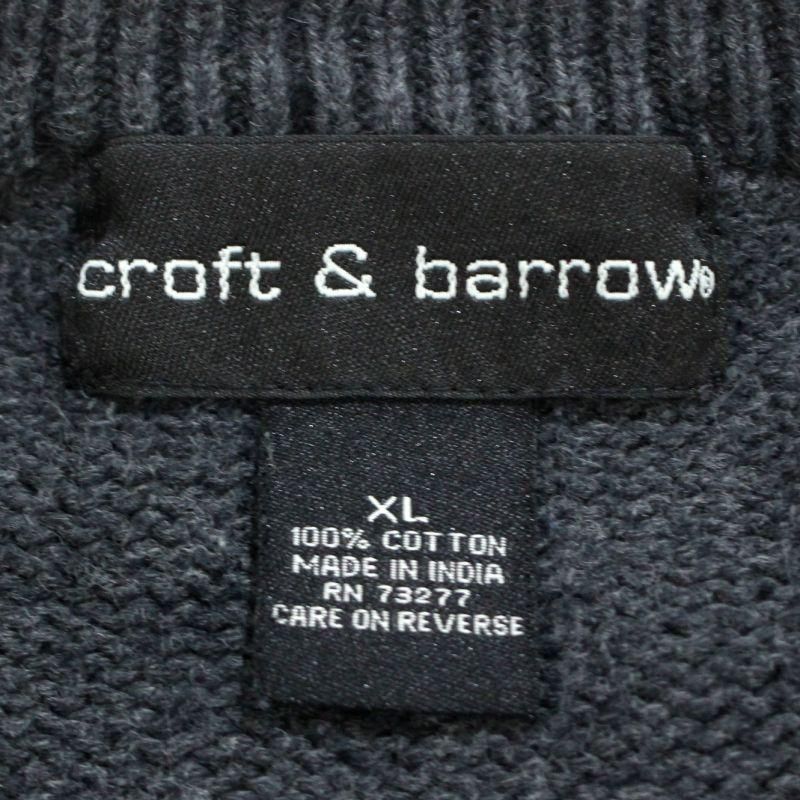 croft & barrow®
XL
100% COTTON
MADE IN INDIA
RN 73277
CARE ON REVERSE